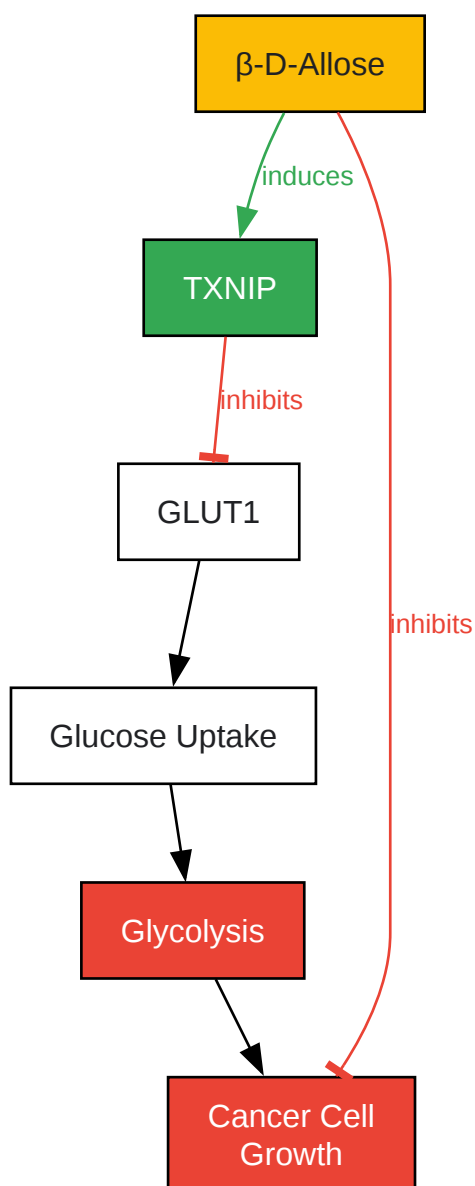 β-D-Allose
induces
TXNIP
inhibits
GLUT1
inhibits
Glucose Uptake
Glycolysis
Cancer Cell
Growth